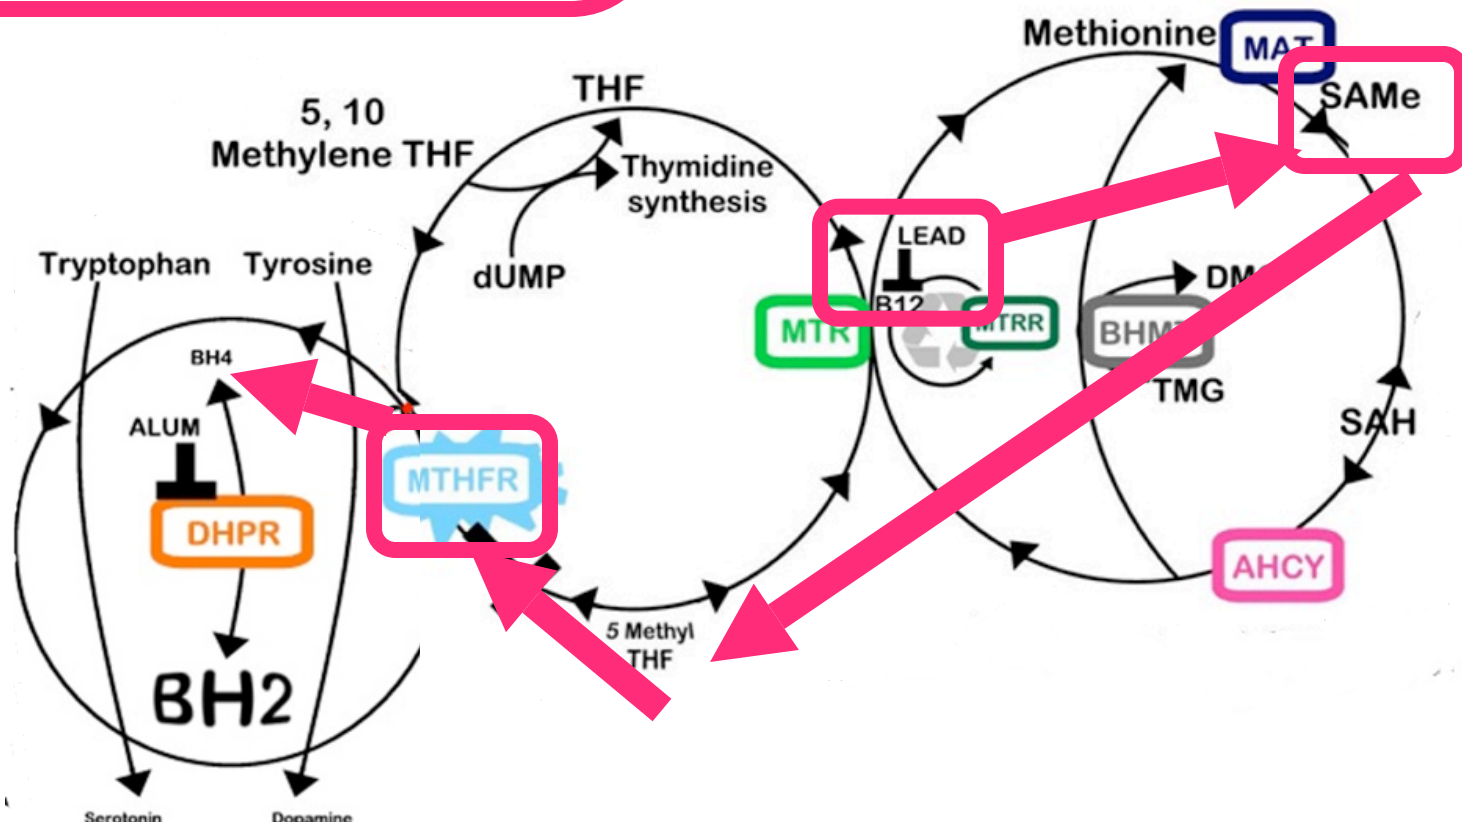 Methionine
MAT
SAMe
THF
5, 10
Methylene THF
Thymidine
synthesis
dUMP
LEAD
B12
MTR
MTRR
BHMT
TMG
SAH
AHCY
Tryptophan
Tyrosine
BH4
ALUM
DHPR
MTHFR
5 Methyl
THF
BH2
Serotonin
Dopamine